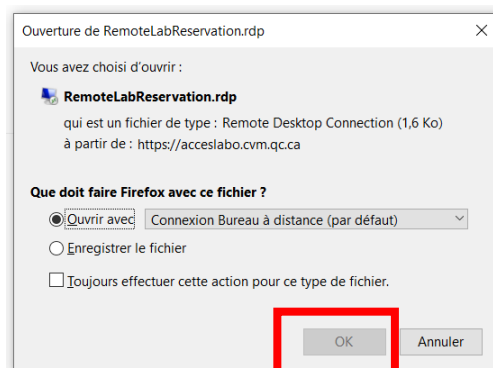 Ouverture de RemoteLabReservation.rdp
Vous avez choisi d'ouvrir :
RemoteLabReservation.rdp
qui est un fichier de type : Remote Desktop Connection (1,6 Ko)
à partir de : https://acceslabo.cvm.qc.ca
Que doit faire Firefox avec ce fichier ?
Ouvrir avec Connexion Bureau à distance (par défaut)
Enregistrer le fichier
Toujours effectuer cette action pour ce type de fichier.
OK Annuler